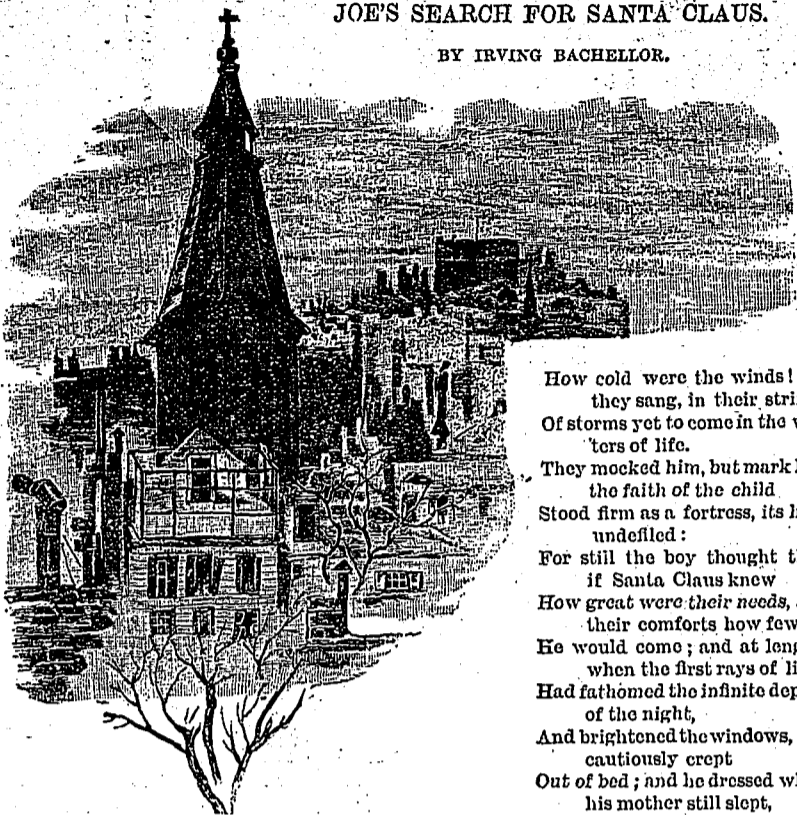 JOE'S SEARCH FOR SANTA CLAUS.
BY IRVING BACHELLOR.
How cold were the winds!
they sang, in their
Of storms yet to come in the
'ters of life.
They mocked him, but mark
the faith of the child
Stood firm as a fortress, its
undefiled:
For still the boy thought
if Santa Claus knew
How great were their needs,
their comforts how few
He would come; and at
when the first rays of
Had fathomed the infinite
of the night,
And brightened the windows,
cautiously crept
Out of bed; and he dressed
his mother still slept,